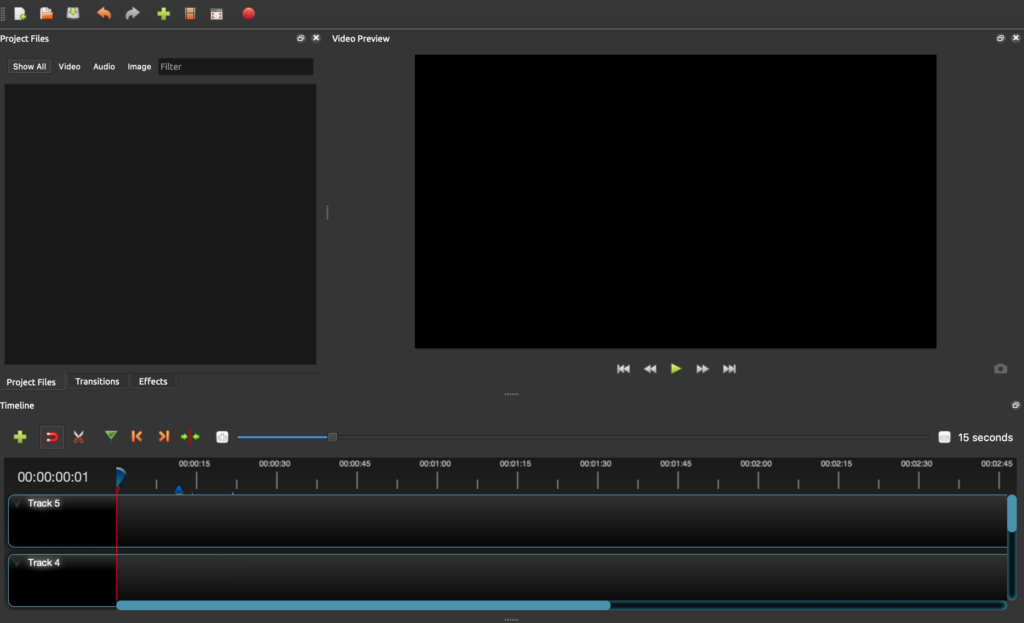 Project Files
Video Preview
Show All Video Audio Image Filter
Project Files Transitions Effects
Timeline
15 seconds
00:00:15 00:00:30 00:00:45 00:01:00 00:01:15 00:01:30 00:01:45 00:02:00 00:02:15 00:02:30 00:02:45
00:00:00:01
Track 5
Track 4